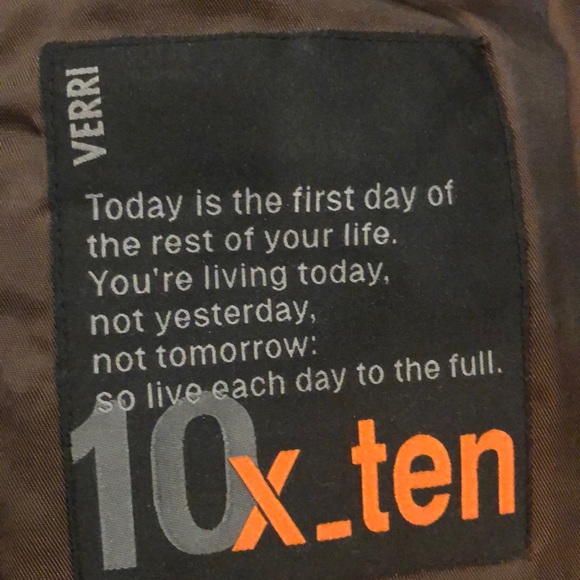 VERRI
Today is the first day of
the rest of your life.
You're living today,
not yesterday,
not tomorrow:
so live each day to the full.
10x_ten